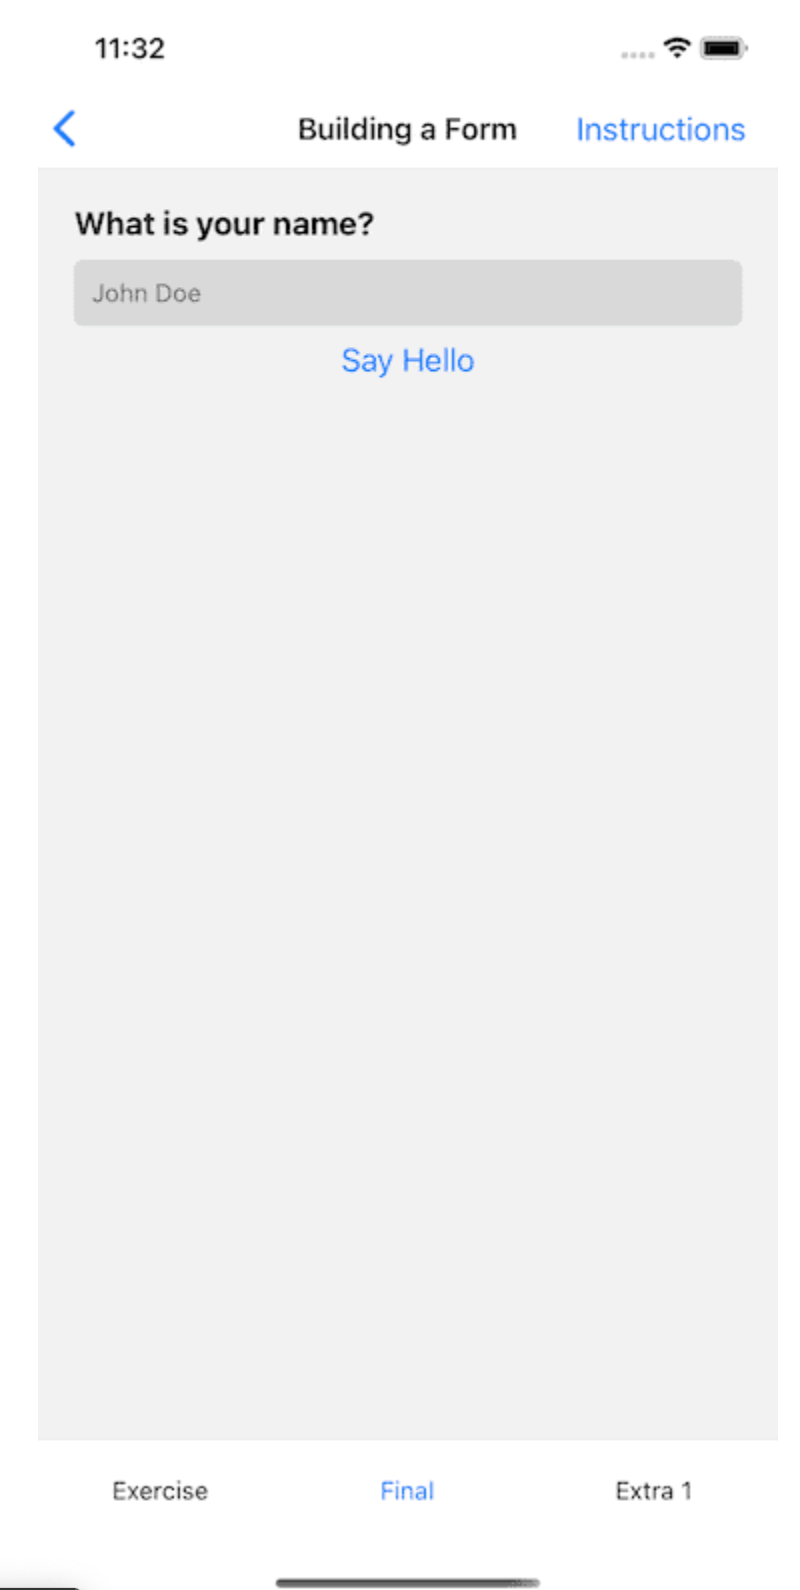 11:32
Building a Form Instructions
What is your name?
John Doe
Say Hello
Exercise Final Extra 1